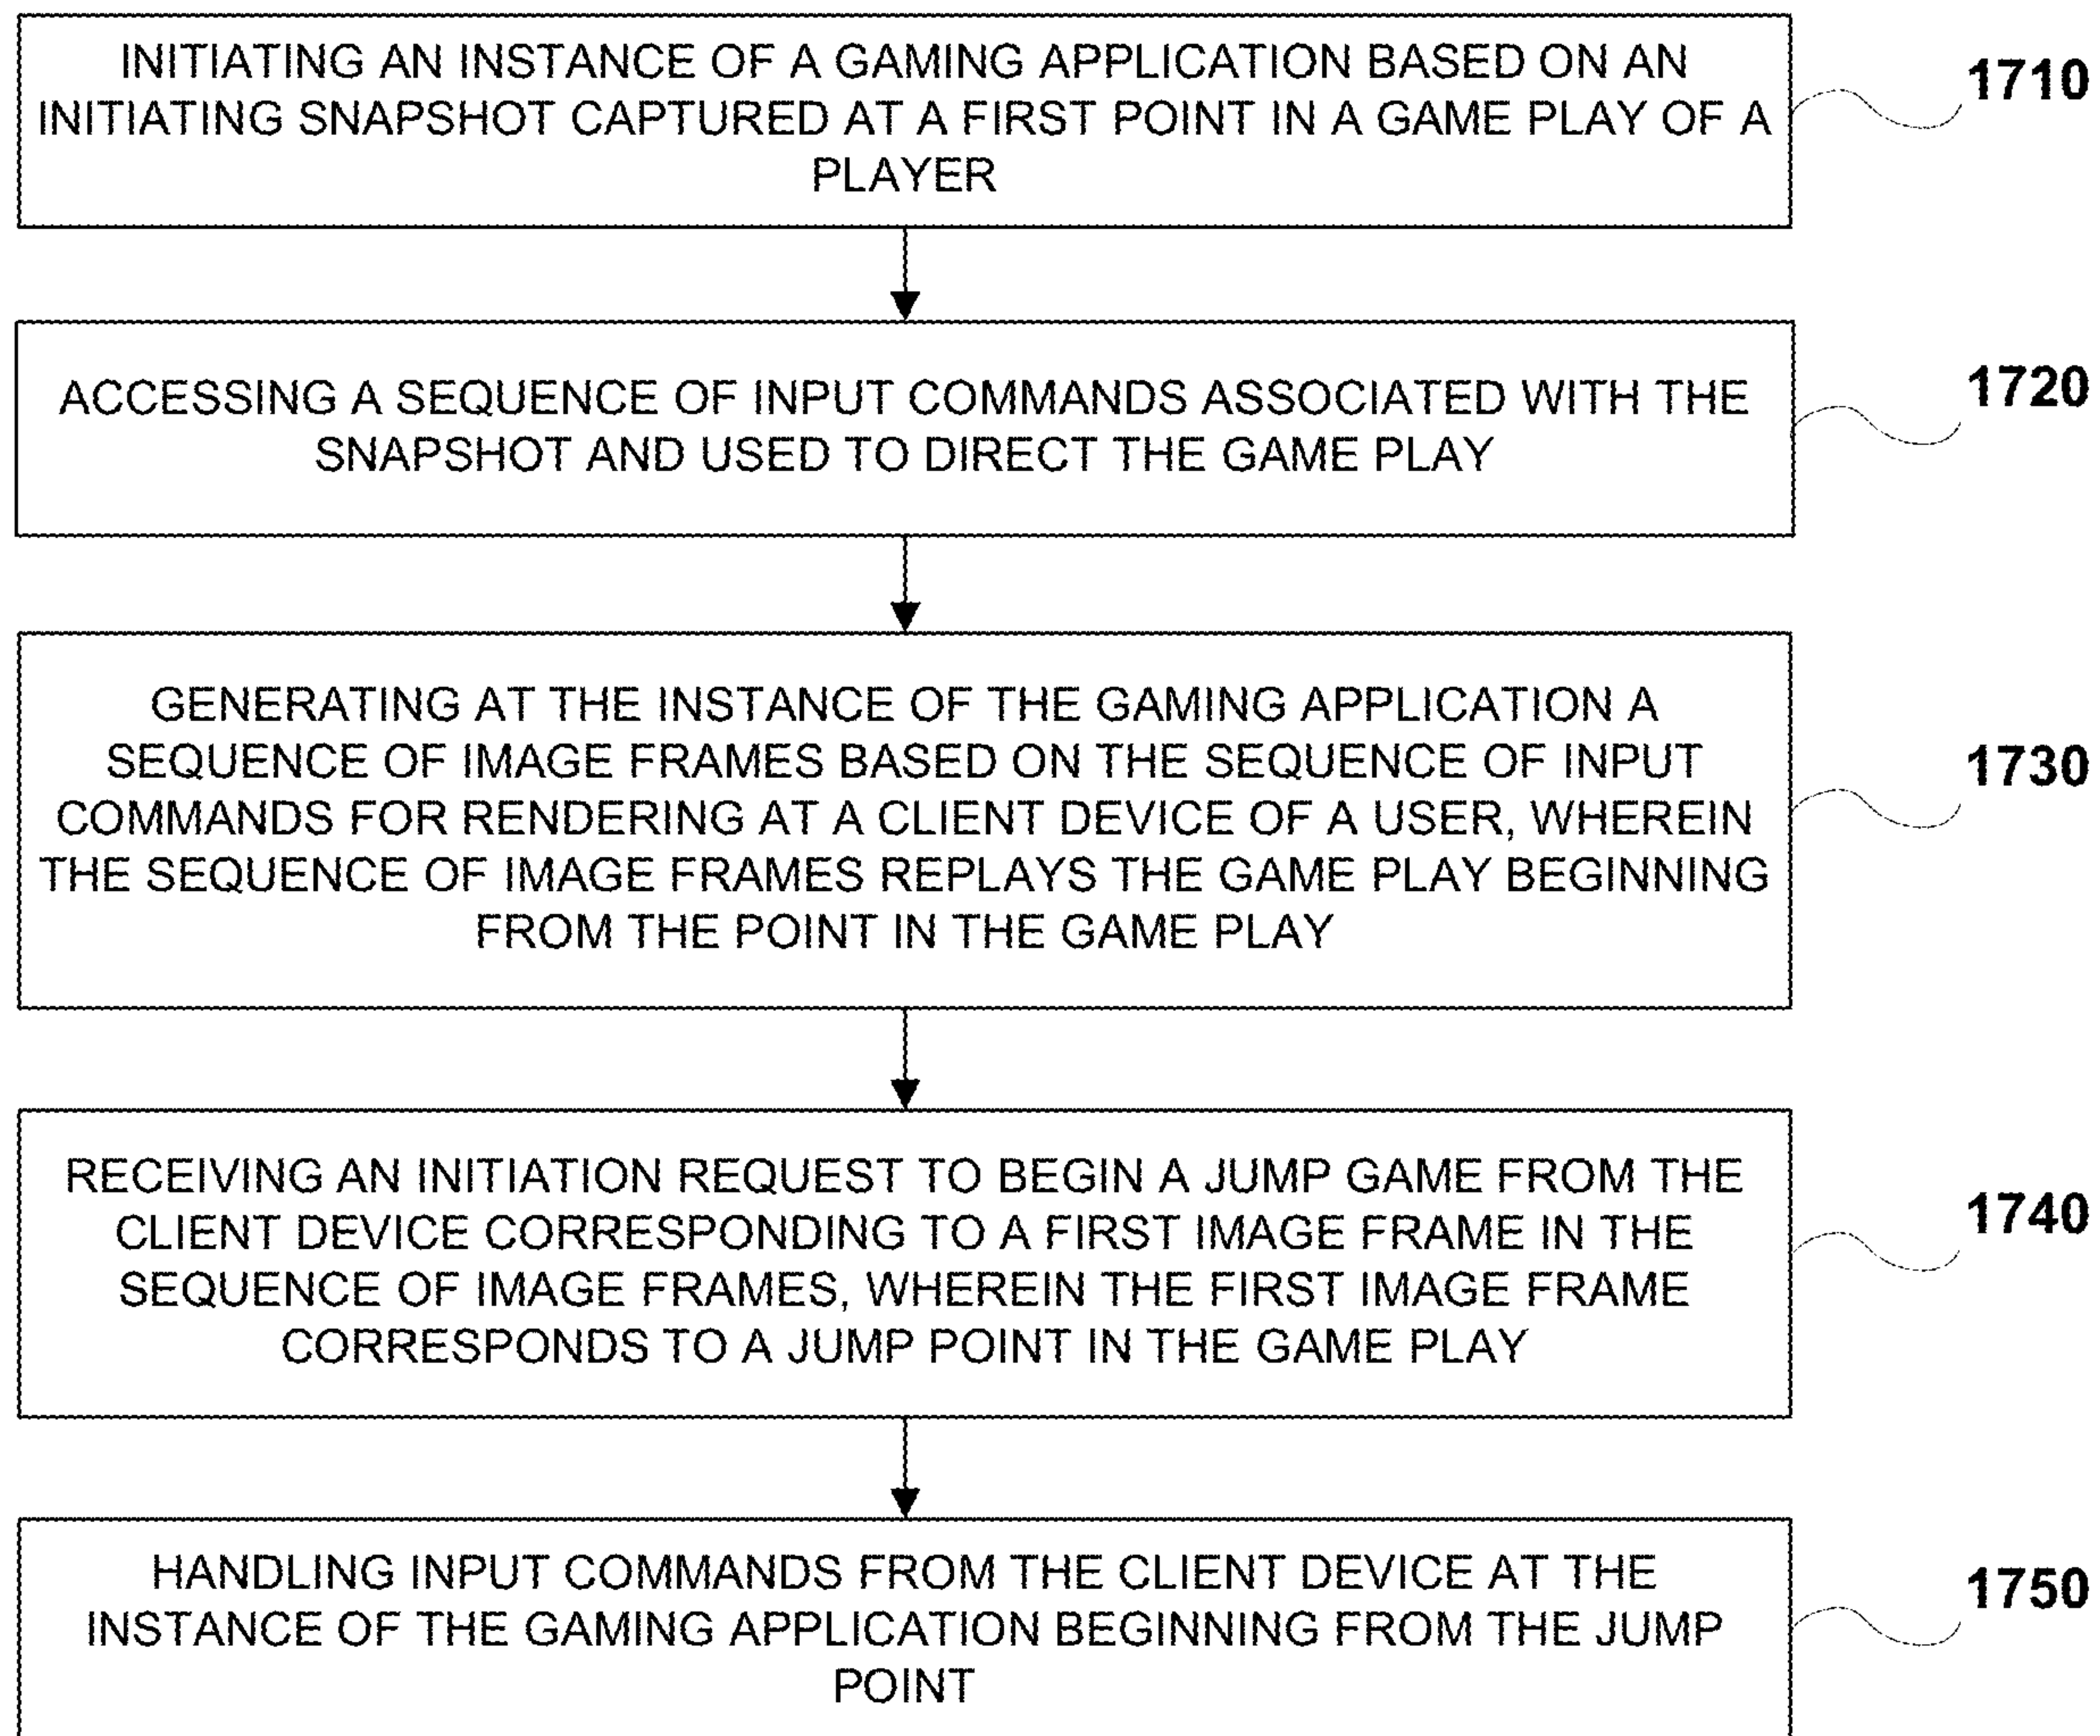 INITIATING AN INSTANCE OF A GAMING APPLICATION BASED ON AN
INITIATING SNAPSHOT CAPTURED AT A FIRST POINT IN A GAME PLAY OF A
PLAYER
1710
ACCESSING A SEQUENCE OF INPUT COMMANDS ASSOCIATED WITH THE
SNAPSHOT AND USED TO DIRECT THE GAME PLAY
1720
GENERATING AT THE INSTANCE OF THE GAMING APPLICATION A
SEQUENCE OF IMAGE FRAMES BASED ON THE SEQUENCE OF INPUT
COMMANDS FOR RENDERING AT A CLIENT DEVICE OF A USER, WHEREIN
THE SEQUENCE OF IMAGE FRAMES REPLAYS THE GAME PLAY BEGINNING
FROM THE POINT IN THE GAME PLAY
1730
RECEIVING AN INITIATION REQUEST TO BEGIN A JUMP GAME FROM THE
CLIENT DEVICE CORRESPONDING TO A FIRST IMAGE FRAME IN THE
SEQUENCE OF IMAGE FRAMES, WHEREIN THE FIRST IMAGE FRAME
CORRESPONDS TO A JUMP POINT IN THE GAME PLAY
1740
HANDLING INPUT COMMANDS FROM THE CLIENT DEVICE AT THE
INSTANCE OF THE GAMING APPLICATION BEGINNING FROM THE JUMP
POINT
1750